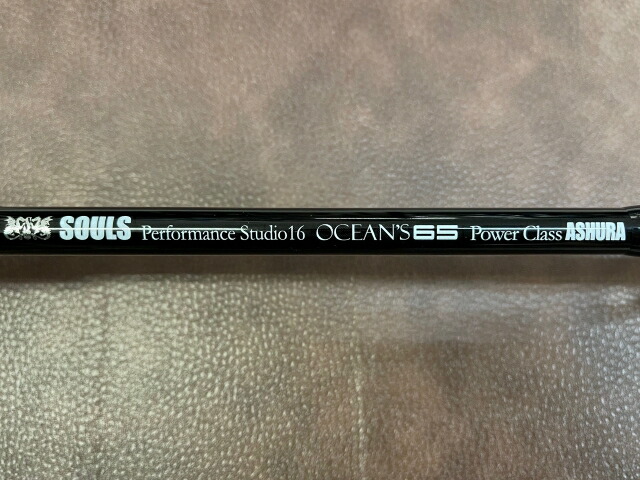 SOULS Performance Studio16 OCEAN'S65 Power Class ASHURA